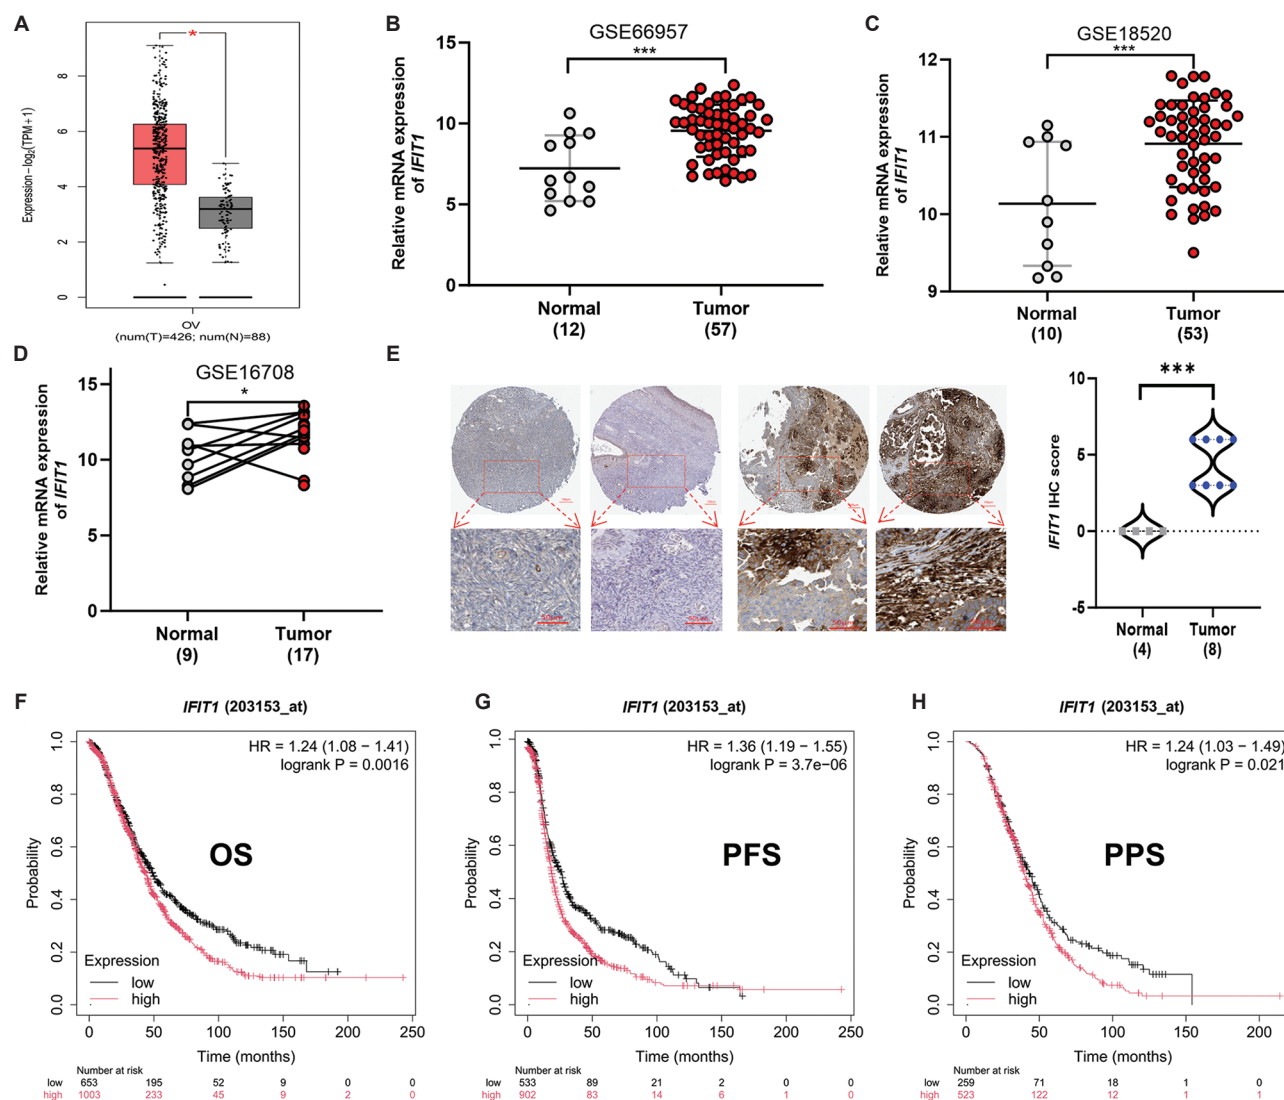 A
*
Expression−log2(TPM+1)
8
6
4
2
0
OV
(num(T)=426; num(N)=88)
B
GSE66957
***
Relative mRNA expression
of IFIT1
15
10
5
0
Normal
(12)
Tumor
(57)
C
GSE18520
***
Relative mRNA expression
of IFIT1
12
11
10
9
Normal
(10)
Tumor
(53)
D
GSE16708
*
Relative mRNA expression
of IFIT1
15
10
5
0
Normal
(9)
Tumor
(17)
E
50μm
50μm
50μm
***
IFIT1 IHC score
10
5
0
-5
Normal
(4)
Tumor
(8)
F
IFIT1 (203153_at)
HR = 1.24 (1.08 − 1.41)
logrank P = 0.0016
OS
Probability
1.0
0.8
0.6
0.4
0.2
0.0
Expression
low
high
0 50 100 150 200 250
Time (months)
Number at risk
low 653 195 52 9 0 0
high 1003 233 45 9 2 0
G
IFIT1 (203153_at)
HR = 1.36 (1.19 − 1.55)
logrank P = 3.7e−06
PFS
Probability
1.0
0.8
0.6
0.4
0.2
0.0
Expression
low
high
0 50 100 150 200 250
Time (months)
Number at risk
low 533 89 21 2 0 0
high 902 83 14 6 1 0
H
IFIT1 (203153_at)
HR = 1.24 (1.03 − 1.49)
logrank P = 0.021
PPS
Probability
1.0
0.8
0.6
0.4
0.2
0.0
Expression
low
high
0 50 100 150 200
Time (months)
Number at risk
low 259 71 18 1 0
high 523 122 12 1 1